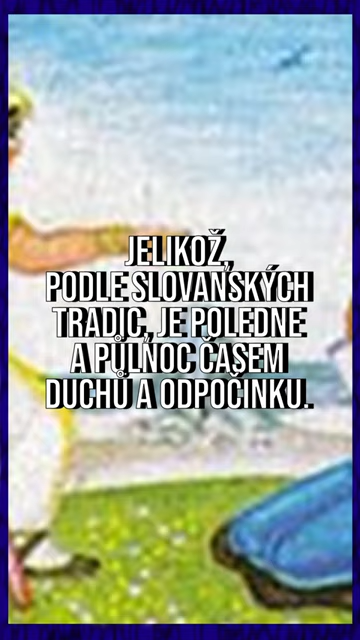 JELIKOŽ,
PODLE SLOVANSKÝCH
TRADIC, JE POLEDNE
A PŮLNOC ČASEM
DUCHŮ A ODPOČINKU.